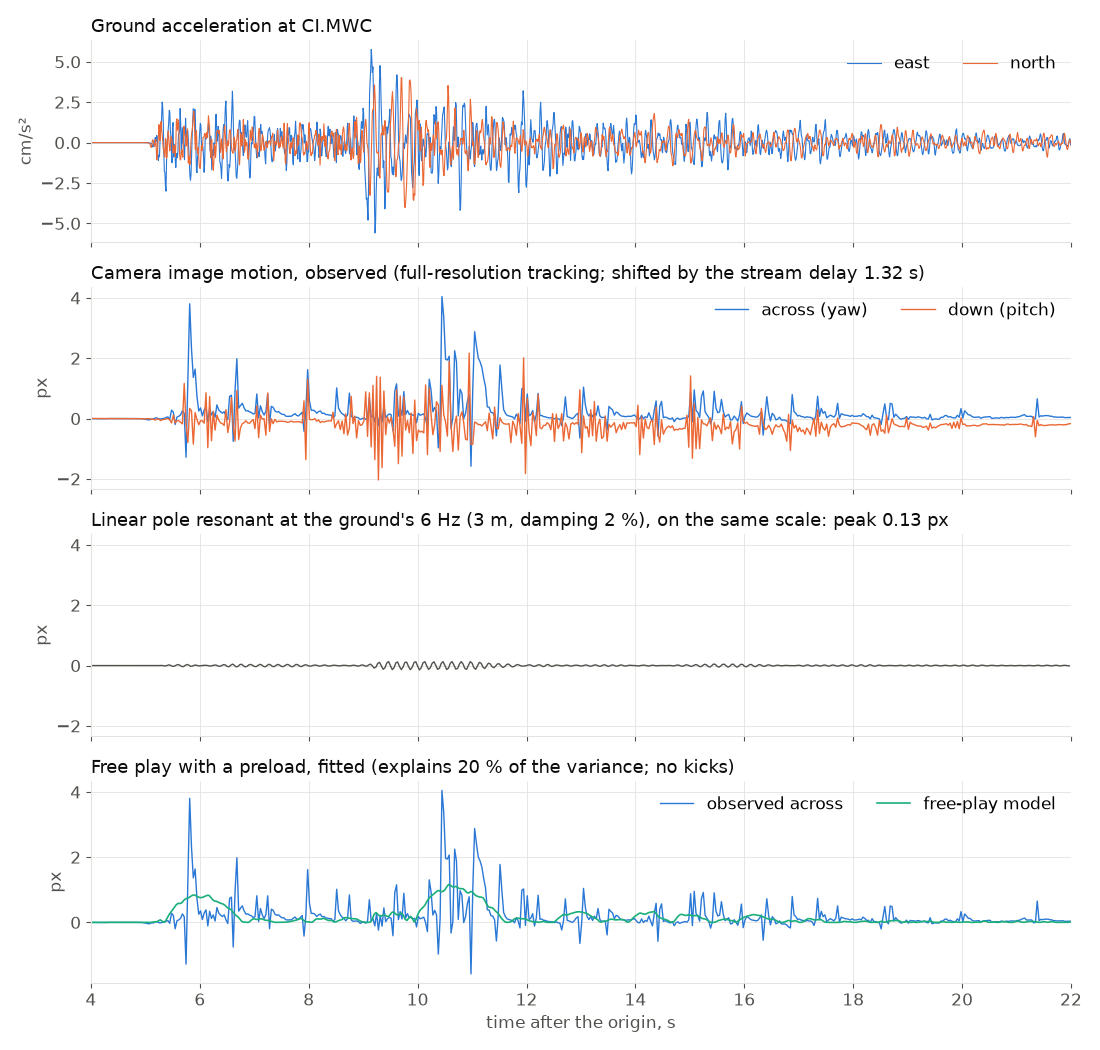 Ground acceleration at CI.MWC
east north
5.0
2.5
0.0
−2.5
−5.0
cm/s²
Camera image motion, observed (full-resolution tracking; shifted by the stream delay 1.32 s)
across (yaw) down (pitch)
4
2
0
−2
px
Linear pole resonant at the ground's 6 Hz (3 m, damping 2 %), on the same scale: peak 0.13 px
4
2
0
−2
px
Free play with a preload, fitted (explains 20 % of the variance; no kicks)
observed across free-play model
4
2
0
px
4 6 8 10 12 14 16 18 20 22
time after the origin, s